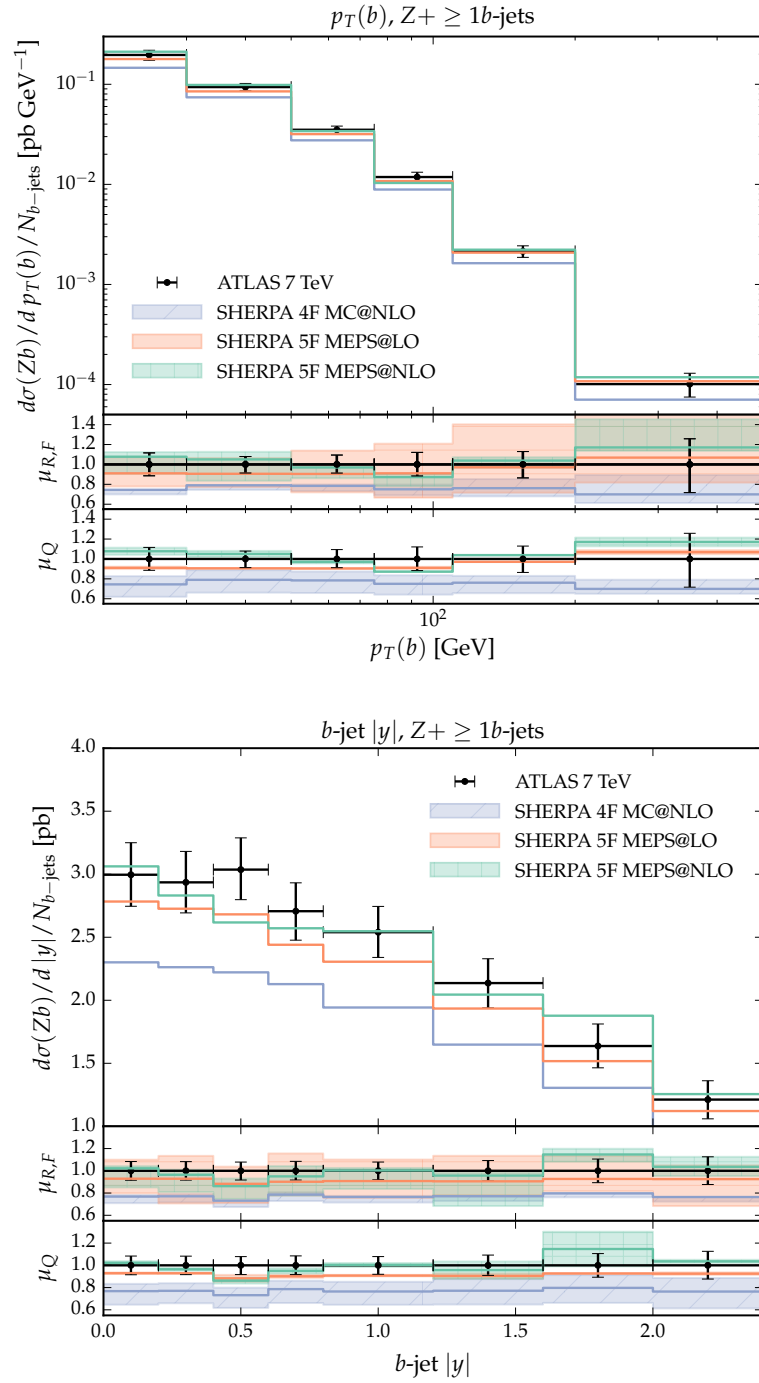 p_T(b), Z+ ≥ 1b-jets
dσ(Zb)/d p_T(b)/N_{b−jets} [pb GeV^{−1}]
10^{−1}
10^{−2}
10^{−3}
10^{−4}
ATLAS 7 TeV
SHERPA 4F MC@NLO
SHERPA 5F MEPS@LO
SHERPA 5F MEPS@NLO
μ_{R,F}
1.4
1.2
1.0
0.8
0.6
μ_Q
1.4
1.2
1.0
0.8
0.6
10^2
p_T(b) [GeV]
b-jet |y|, Z+ ≥ 1b-jets
dσ(Zb)/d |y|/N_{b−jets} [pb]
4.0
3.5
3.0
2.5
2.0
1.5
1.0
ATLAS 7 TeV
SHERPA 4F MC@NLO
SHERPA 5F MEPS@LO
SHERPA 5F MEPS@NLO
μ_{R,F}
1.2
1.0
0.8
0.6
μ_Q
1.2
1.0
0.8
0.6
0.0 0.5 1.0 1.5 2.0
b-jet |y|